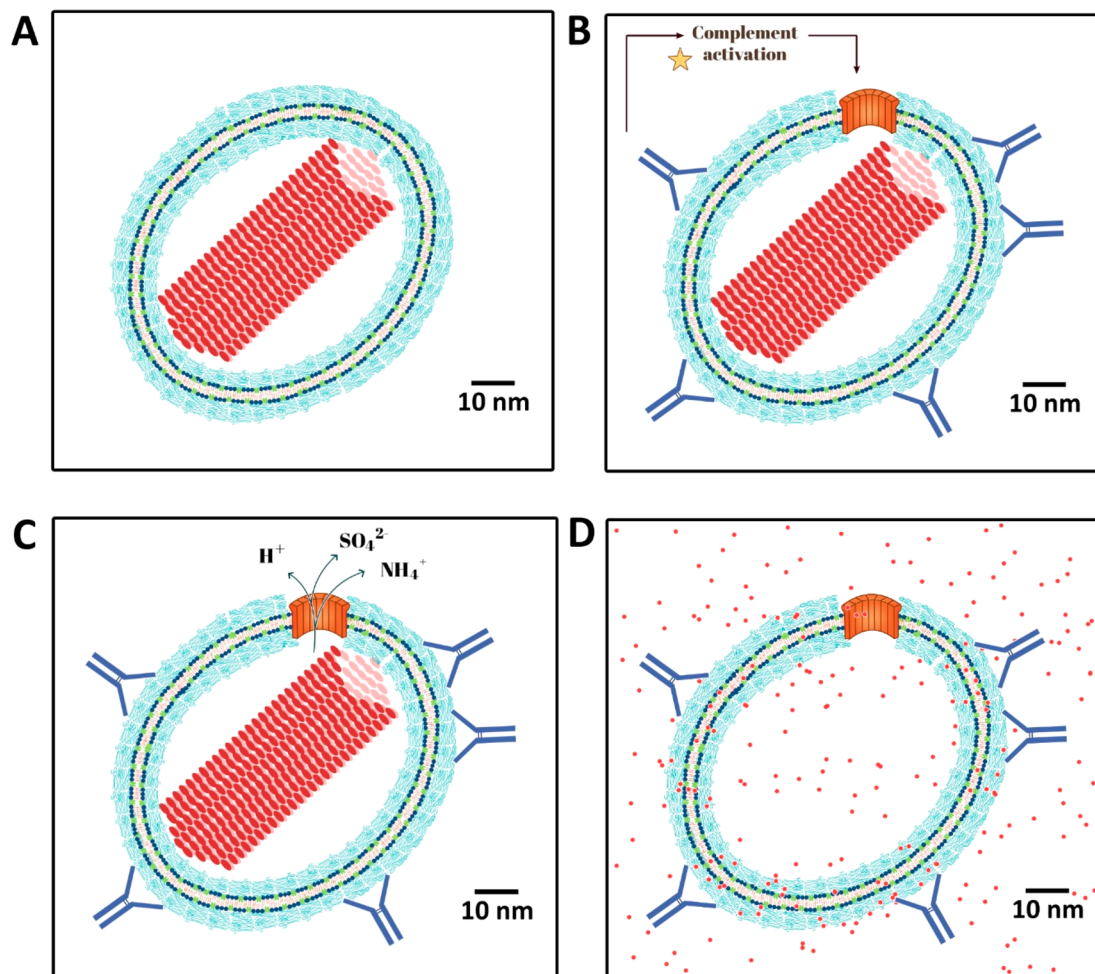 A
B
Complement
activation
10 nm
10 nm
C
H⁺
SO₄²⁻
NH₄⁺
D
10 nm
10 nm